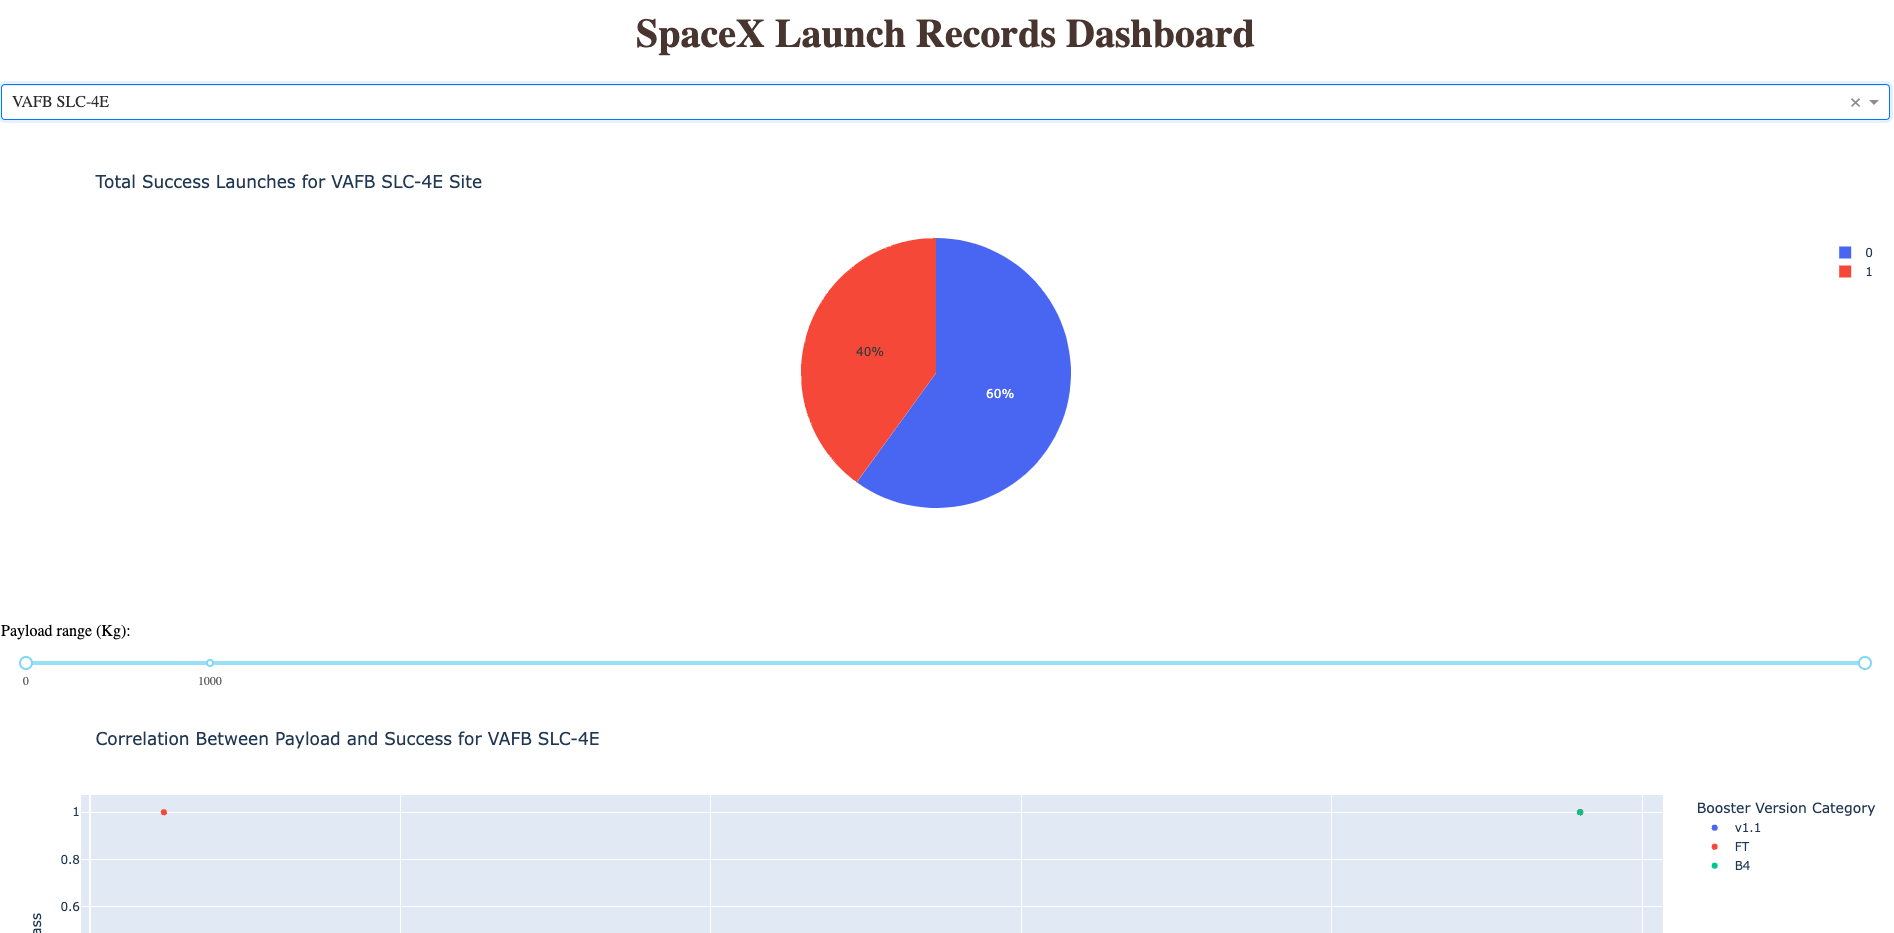 SpaceX Launch Records Dashboard
VAFB SLC-4E
Total Success Launches for VAFB SLC-4E Site
0
1
40%
60%
Payload range (Kg):
0
1000
Correlation Between Payload and Success for VAFB SLC-4E
1
0.8
0.6
Booster Version Category
v1.1
FT
B4